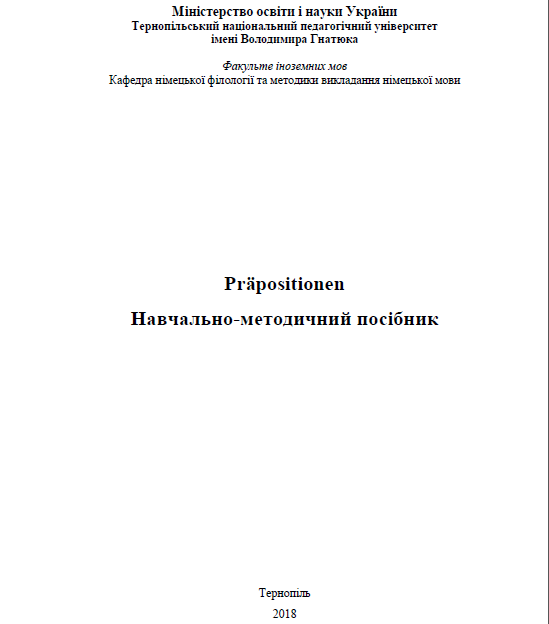 Міністерство освіти і науки України
Тернопільський національний педагогічний університет
імені Володимира Гнатюка
Факульте іноземних мов
Кафедра німецької філології та методики викладання німецької мови
Präpositionen
Навчально-методичний посібник
Тернопіль
2018